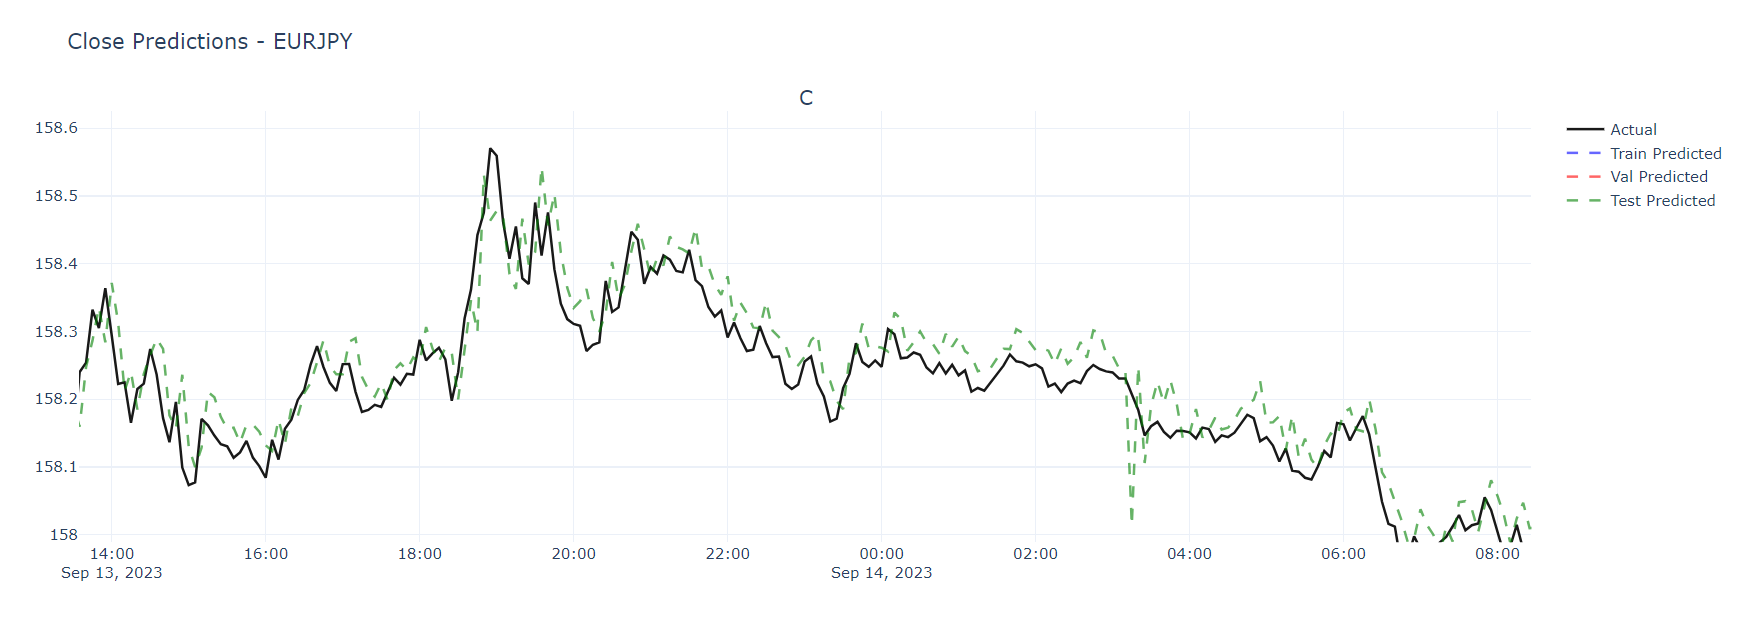 Close Predictions - EURJPY
C
158.6
158.5
158.4
158.3
158.2
158.1
158
14:00 16:00 18:00 20:00 22:00 00:00 02:00 04:00 06:00 08:00
Sep 13, 2023 Sep 14, 2023
Actual
Train Predicted
Val Predicted
Test Predicted